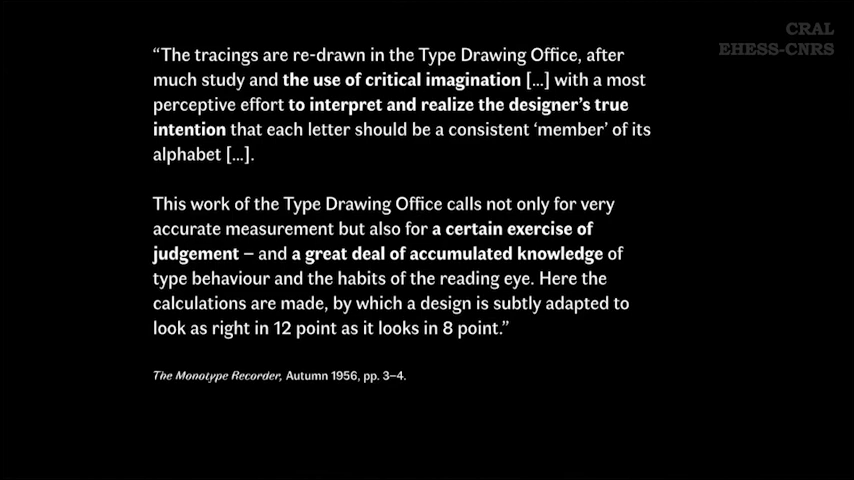 CRAL
EHESS-CNRS
“The tracings are re-drawn in the Type Drawing Office, after
much study and the use of critical imagination [...] with a most
perceptive effort to interpret and realize the designer’s true
intention that each letter should be a consistent ‘member’ of its
alphabet [...].
This work of the Type Drawing Office calls not only for very
accurate measurement but also for a certain exercise of
judgement – and a great deal of accumulated knowledge of
type behaviour and the habits of the reading eye. Here the
calculations are made, by which a design is subtly adapted to
look as right in 12 point as it looks in 8 point.”
The Monotype Recorder, Autumn 1956, pp. 3–4.